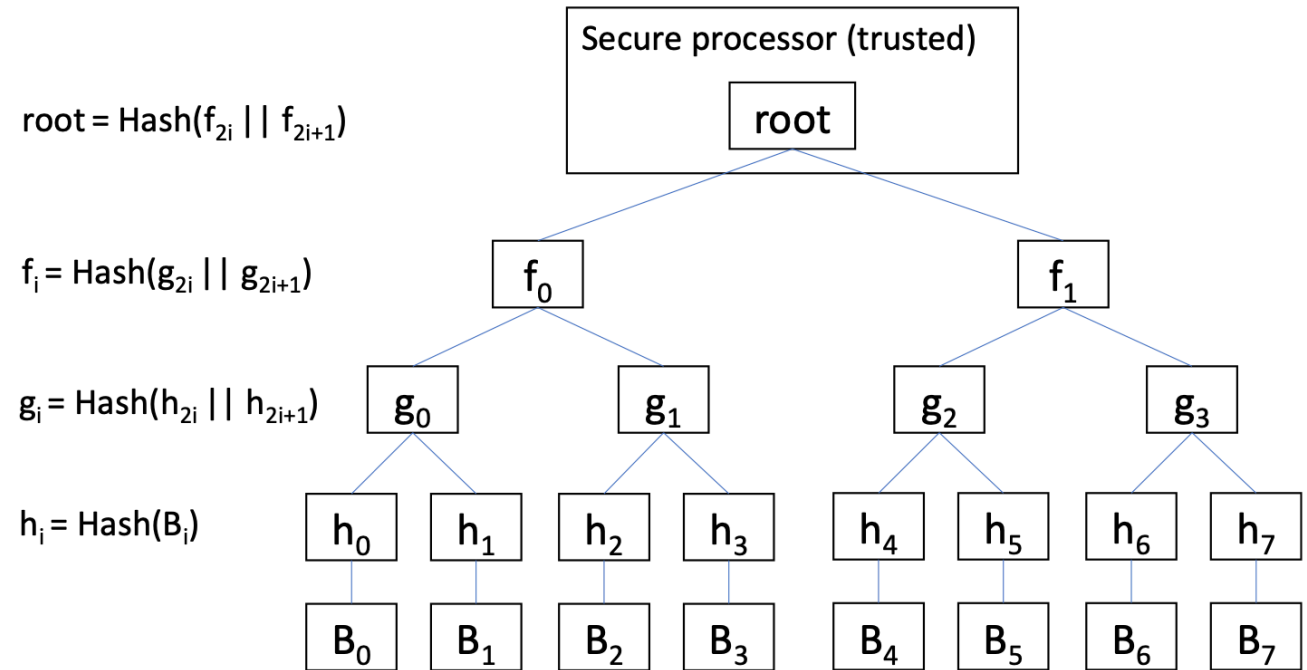 Secure processor (trusted)
root = Hash(f₂ᵢ || f₂ᵢ₊₁)
root
fᵢ = Hash(g₂ᵢ || g₂ᵢ₊₁)
f₀
f₁
gᵢ = Hash(h₂ᵢ || h₂ᵢ₊₁)
g₀
g₁
g₂
g₃
hᵢ = Hash(Bᵢ)
h₀
h₁
h₂
h₃
h₄
h₅
h₆
h₇
B₀
B₁
B₂
B₃
B₄
B₅
B₆
B₇